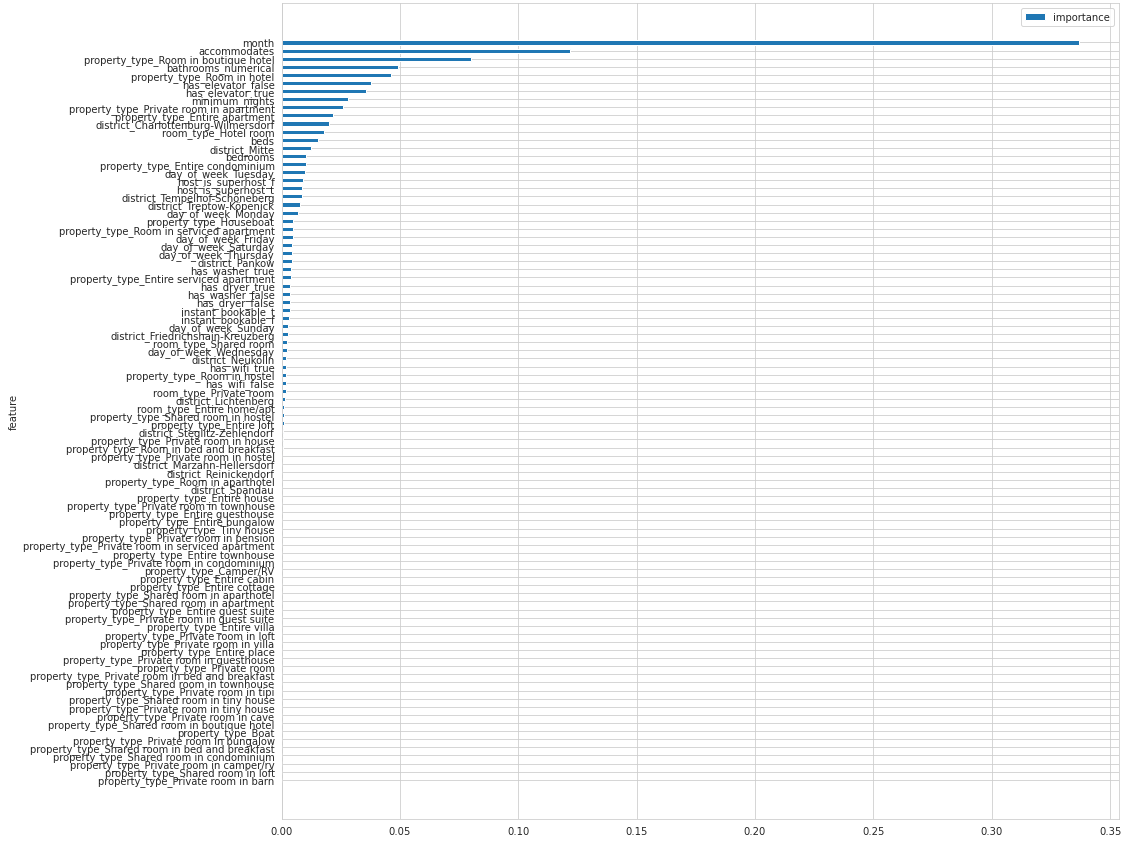 importance
month
accommodates
property_type_Room in boutique hotel
bathrooms_numerical
property_type_Room in hotel
has_elevator_false
has_elevator_true
minimum_nights
property_type_Private room in apartment
property_type_Entire apartment
district_Charlottenburg-Wilmersdorf
room_type_Hotel room
beds
district_Mitte
bedrooms
property_type_Entire condominium
day_of_week_Tuesday
host_is_superhost_f
host_is_superhost_t
district_Tempelhof-Schöneberg
district_Treptow-Köpenick
day_of_week_Monday
property_type_Houseboat
property_type_Room in serviced apartment
day_of_week_Friday
day_of_week_Saturday
day_of_week_Thursday
district_Pankow
has_washer_true
property_type_Entire serviced apartment
has_dryer_true
has_washer_false
has_dryer_false
instant_bookable_t
instant_bookable_f
day_of_week_Sunday
district_Friedrichshain-Kreuzberg
room_type_Shared room
day_of_week_Wednesday
district_Neukölln
has_wifi_true
property_type_Room in hostel
has_wifi_false
room_type_Private room
district_Lichtenberg
room_type_Entire home/apt
property_type_Shared room in hostel
property_type_Entire loft
district_Steglitz-Zehlendorf
property_type_Private room in house
property_type_Room in bed and breakfast
property_type_Private room in hostel
district_Marzahn-Hellersdorf
district_Reinickendorf
property_type_Room in aparthotel
district_Spandau
property_type_Entire house
property_type_Private room in townhouse
property_type_Entire guesthouse
property_type_Entire bungalow
property_type_Tiny house
property_type_Private room in pension
property_type_Private room in serviced apartment
property_type_Entire townhouse
property_type_Private room in condominium
property_type_Camper/RV
property_type_Entire cabin
property_type_Entire cottage
property_type_Shared room in aparthotel
property_type_Shared room in apartment
property_type_Entire guest suite
property_type_Private room in guest suite
property_type_Entire villa
property_type_Private room in loft
property_type_Private room in villa
property_type_Entire place
property_type_Private room in guesthouse
property_type_Private room
property_type_Private room in bed and breakfast
property_type_Shared room in townhouse
property_type_Private room in tipi
property_type_Shared room in tiny house
property_type_Private room in tiny house
property_type_Private room in cave
property_type_Shared room in boutique hotel
property_type_Boat
property_type_Private room in bungalow
property_type_Shared room in bed and breakfast
property_type_Shared room in condominium
property_type_Private room in camper/rv
property_type_Shared room in loft
property_type_Private room in barn
feature
0.00 0.05 0.10 0.15 0.20 0.25 0.30 0.35